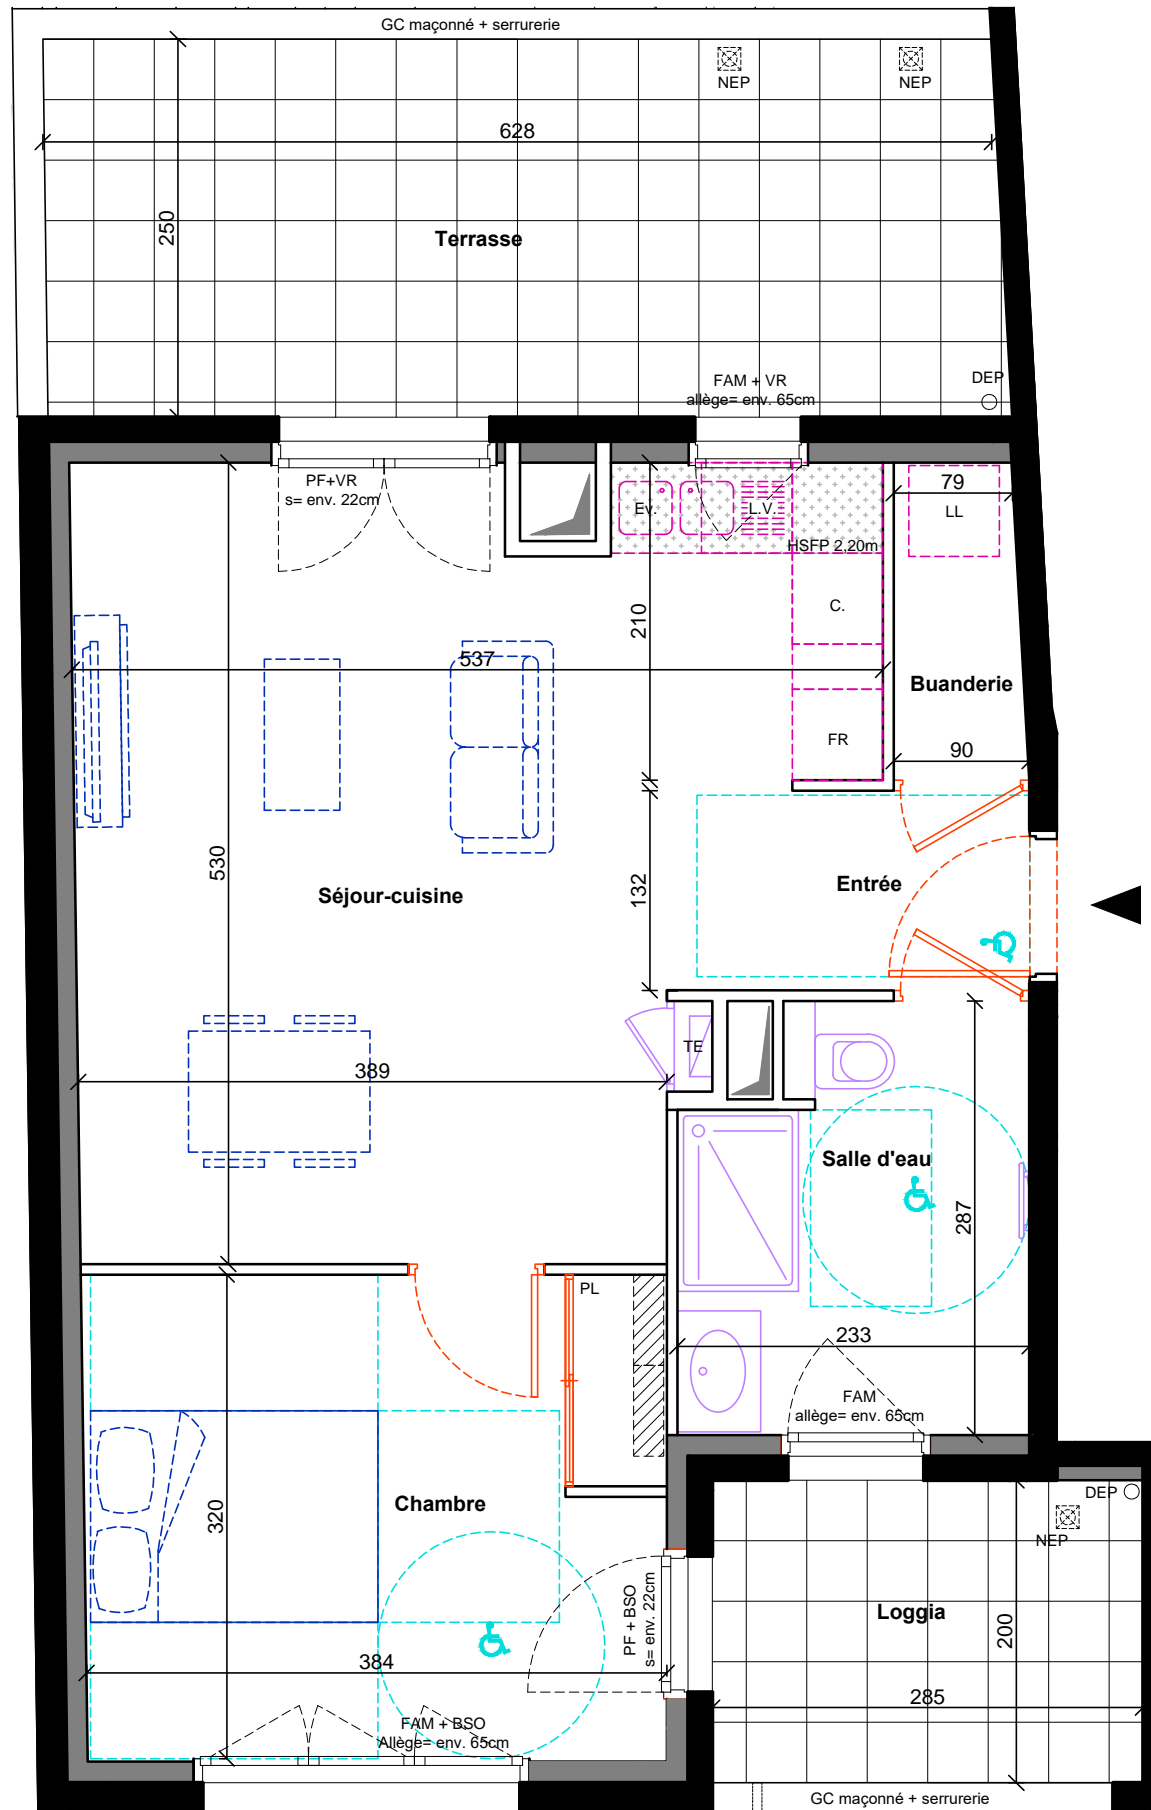 GC maçonné + serrurerie
NEP
NEP
628
250
Terrasse
FAM + VR
allège= env. 65cm
DEP
PF+VR
s= env. 22cm
Ev.
L.V.
HSFP 2,20m
79
LL
C.
210
537
Buanderie
FR
90
530
132
Séjour-cuisine
Entrée
TE
389
Salle d'eau
287
PL
233
FAM
allège= env. 65cm
Chambre
320
DEP
NEP
PF + BSO
s= env. 22cm
Loggia
200
384
285
FAM + BSO
Allège= env. 65cm
GC maçonné + serrurerie